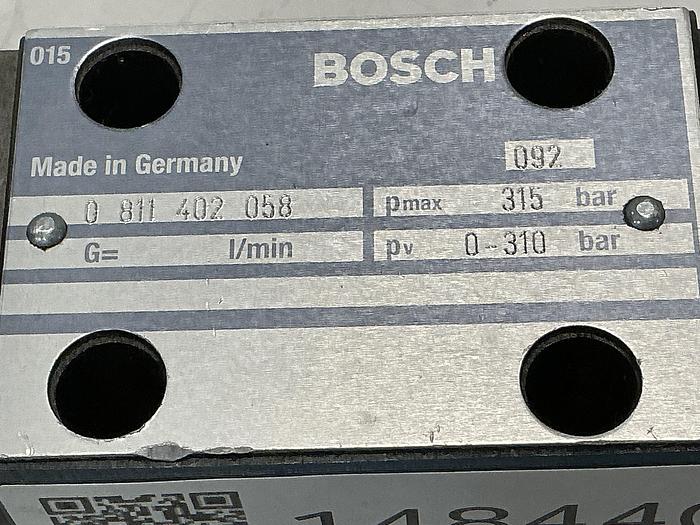 015
BOSCH
Made in Germany
092
0 811 402 058
pmax 315 bar
G= l/min
pv 0-310 bar